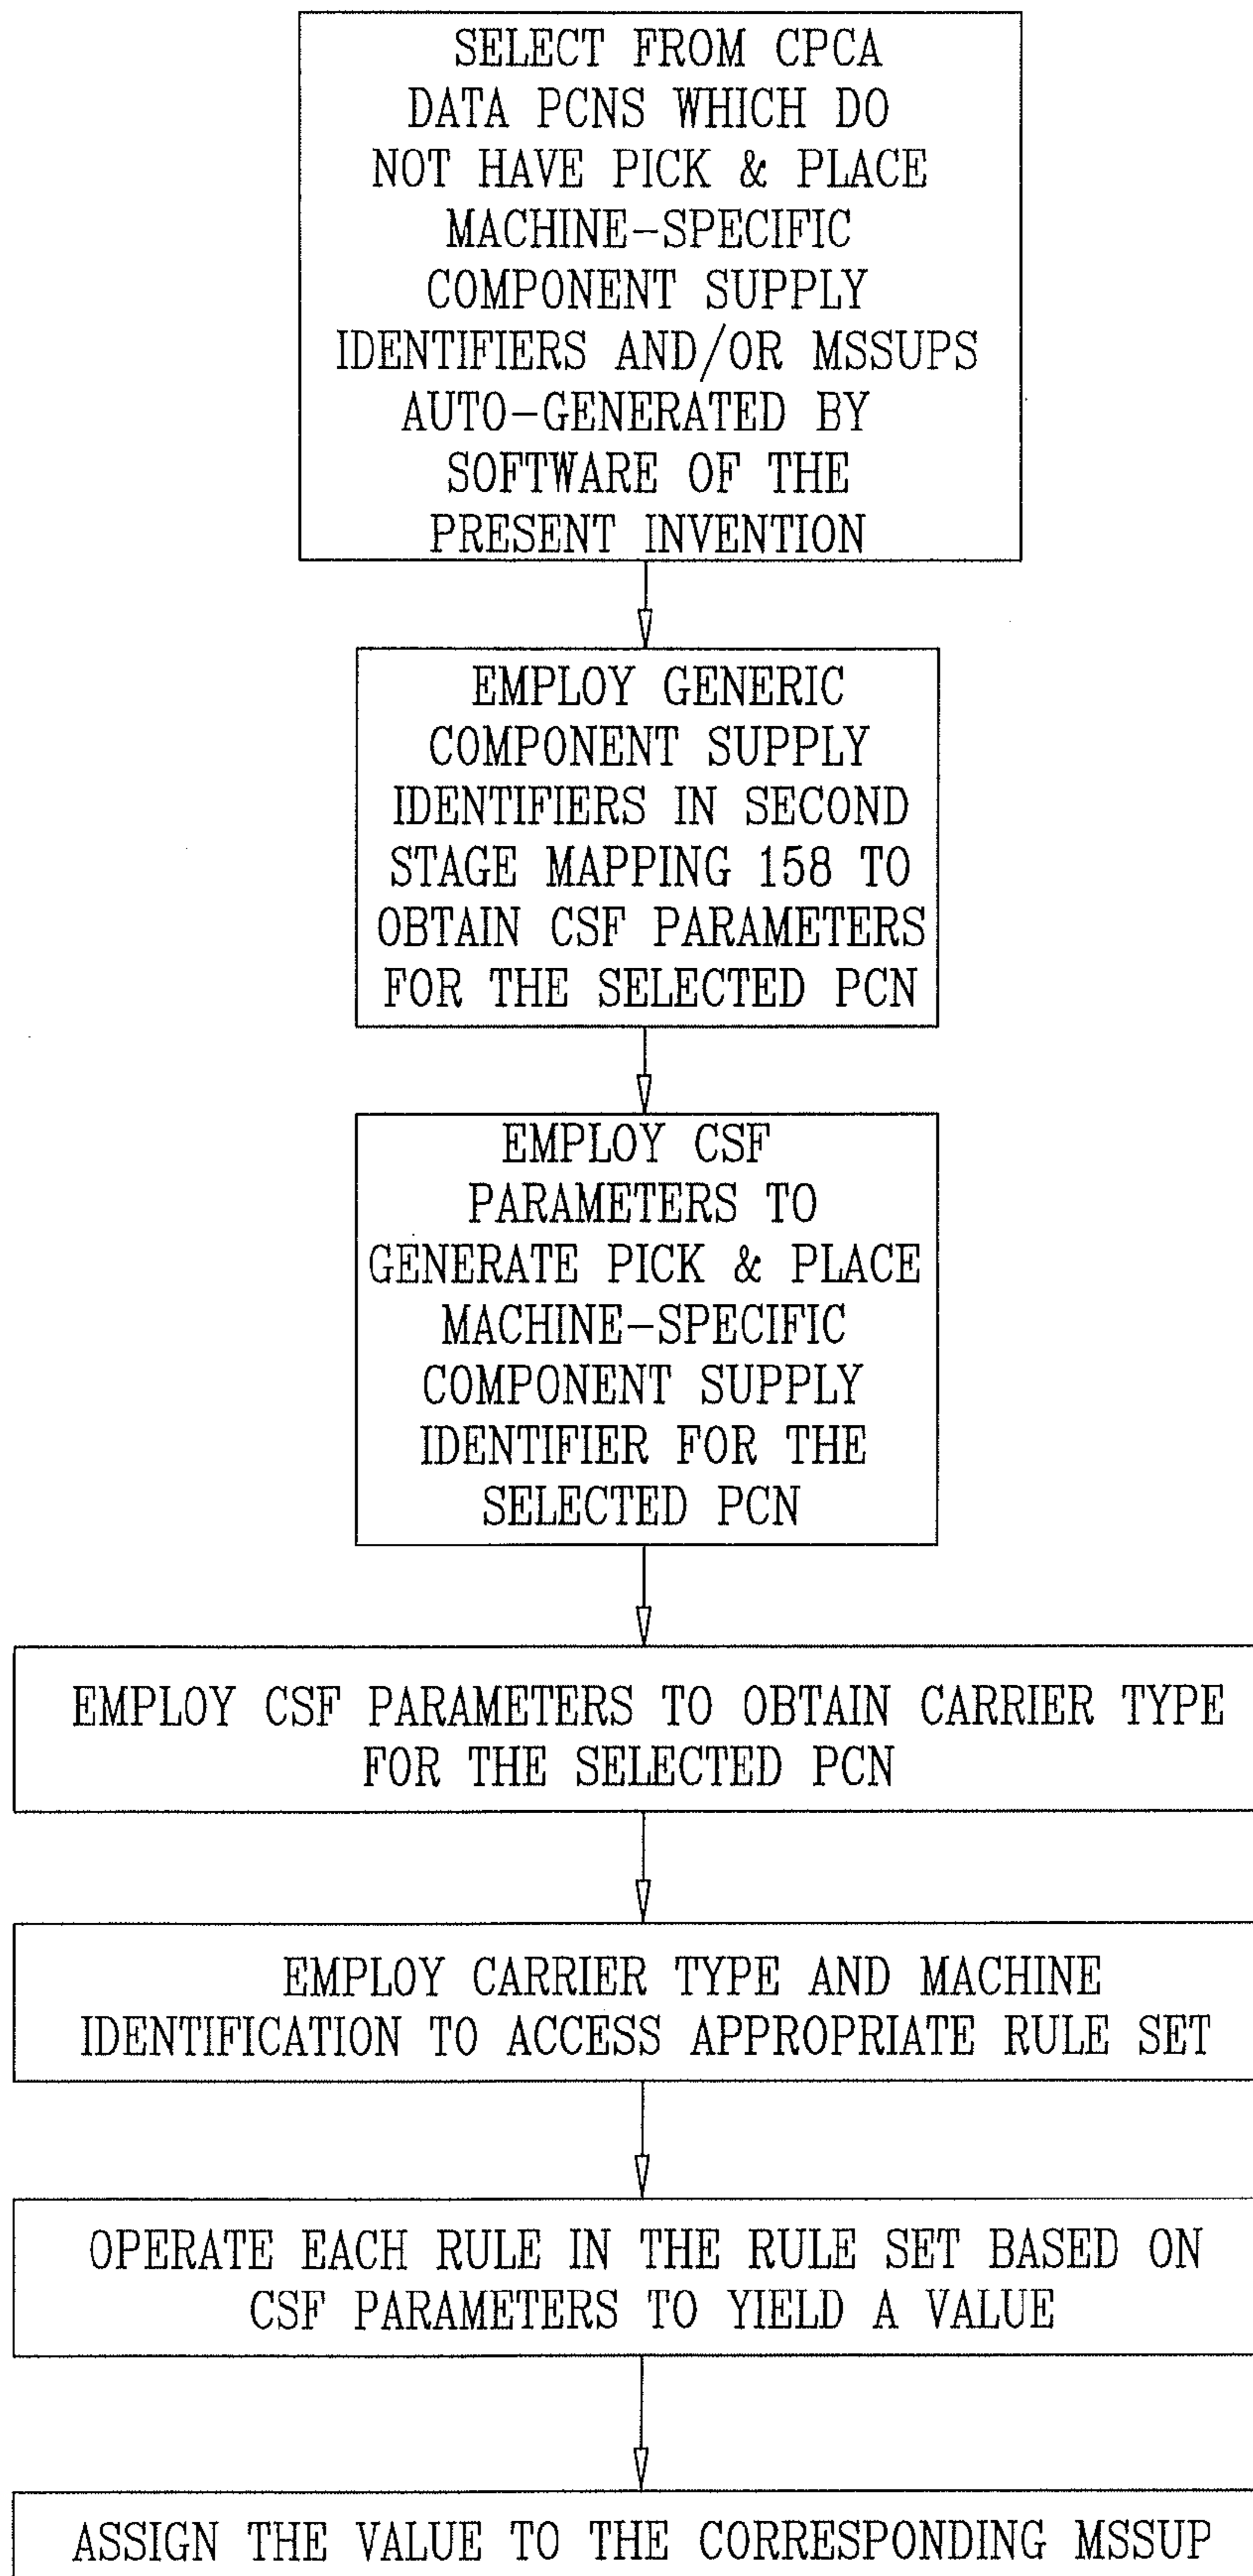 SELECT FROM CPCA
DATA PCNS WHICH DO
NOT HAVE PICK & PLACE
MACHINE-SPECIFIC
COMPONENT SUPPLY
IDENTIFIERS AND/OR MSSUPS
AUTO-GENERATED BY
SOFTWARE OF THE
PRESENT INVENTION
EMPLOY GENERIC
COMPONENT SUPPLY
IDENTIFIERS IN SECOND
STAGE MAPPING 158 TO
OBTAIN CSF PARAMETERS
FOR THE SELECTED PCN
EMPLOY CSF
PARAMETERS TO
GENERATE PICK & PLACE
MACHINE-SPECIFIC
COMPONENT SUPPLY
IDENTIFIER FOR THE
SELECTED PCN
EMPLOY CSF PARAMETERS TO OBTAIN CARRIER TYPE
FOR THE SELECTED PCN
EMPLOY CARRIER TYPE AND MACHINE
IDENTIFICATION TO ACCESS APPROPRIATE RULE SET
OPERATE EACH RULE IN THE RULE SET BASED ON
CSF PARAMETERS TO YIELD A VALUE
ASSIGN THE VALUE TO THE CORRESPONDING MSSUP